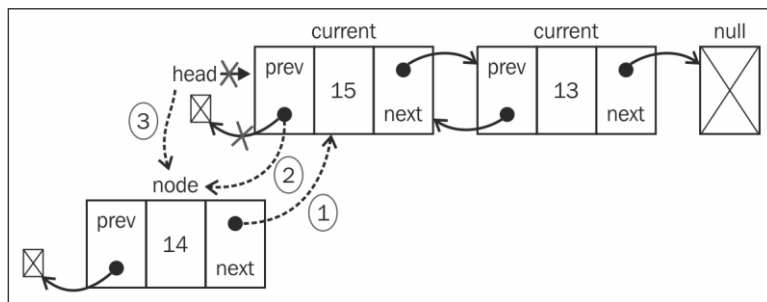 current current null
head prev 15 next prev 13 next
3 2 1
node
prev 14 next